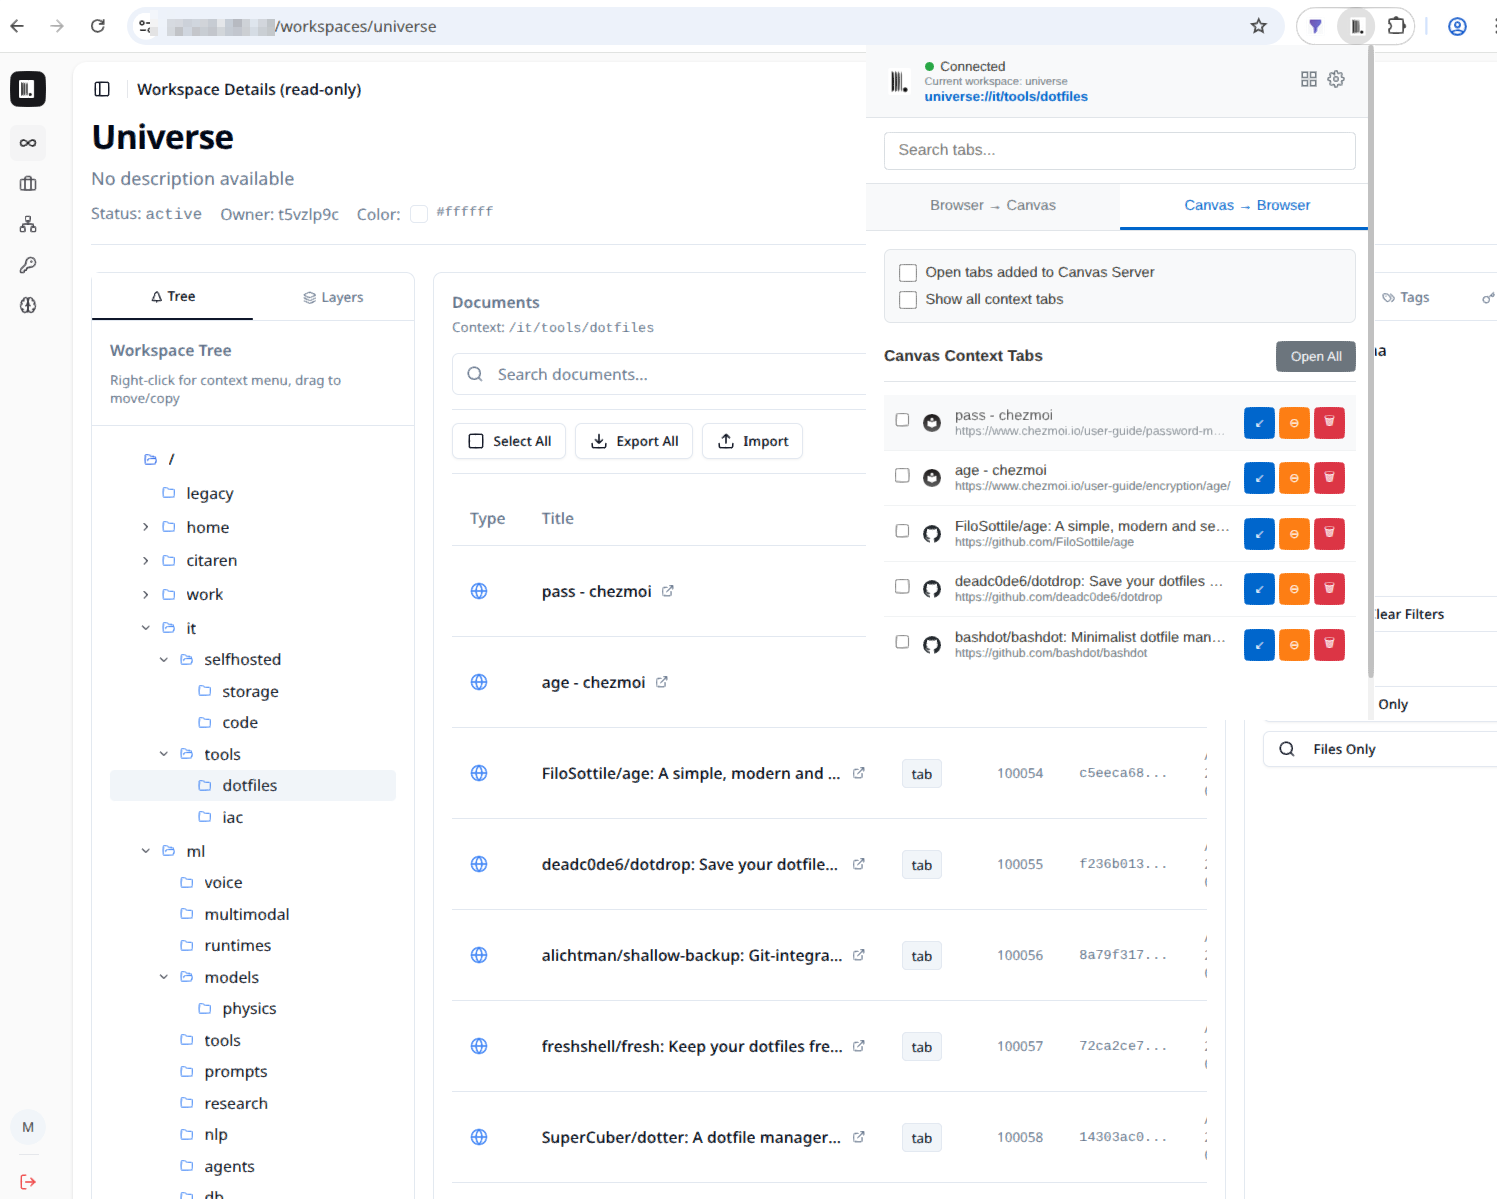 /workspaces/universe
Workspace Details (read-only)
Universe
No description available
Status: active Owner: t5vzlp9c Color: #ffffff
Tree
Layers
Workspace Tree
Right-click for context menu, drag to
move/copy
/
legacy
home
citaren
work
it
selfhosted
storage
code
tools
dotfiles
iac
ml
voice
multimodal
runtimes
models
physics
tools
prompts
research
nlp
agents
db
M
Documents
Context: /it/tools/dotfiles
Search documents...
Select All
Export All
Import
Type Title
pass - chezmoi
age - chezmoi
FiloSottile/age: A simple, modern and ... tab 100054 c5eeca68...
deadc0de6/dotdrop: Save your dotfile... tab 100055 f236b013...
alichtman/shallow-backup: Git-integra... tab 100056 8a79f317...
freshshell/fresh: Keep your dotfiles fre... tab 100057 72ca2ce7...
SuperCuber/dotter: A dotfile manager... tab 100058 14303ac0...
Connected
Current workspace: universe
universe://it/tools/dotfiles
Search tabs...
Browser → Canvas
Canvas → Browser
Open tabs added to Canvas Server
Show all context tabs
Canvas Context Tabs
Open All
pass - chezmoi
https://www.chezmoi.io/user-guide/password-m...
age - chezmoi
https://www.chezmoi.io/user-guide/encryption/age/
FiloSottile/age: A simple, modern and se...
https://github.com/FiloSottile/age
deadc0de6/dotdrop: Save your dotfiles ...
https://github.com/deadc0de6/dotdrop
bashdot/bashdot: Minimalist dotfile man...
https://github.com/bashdot/bashdot
Tags
Clear Filters
Only
Files Only